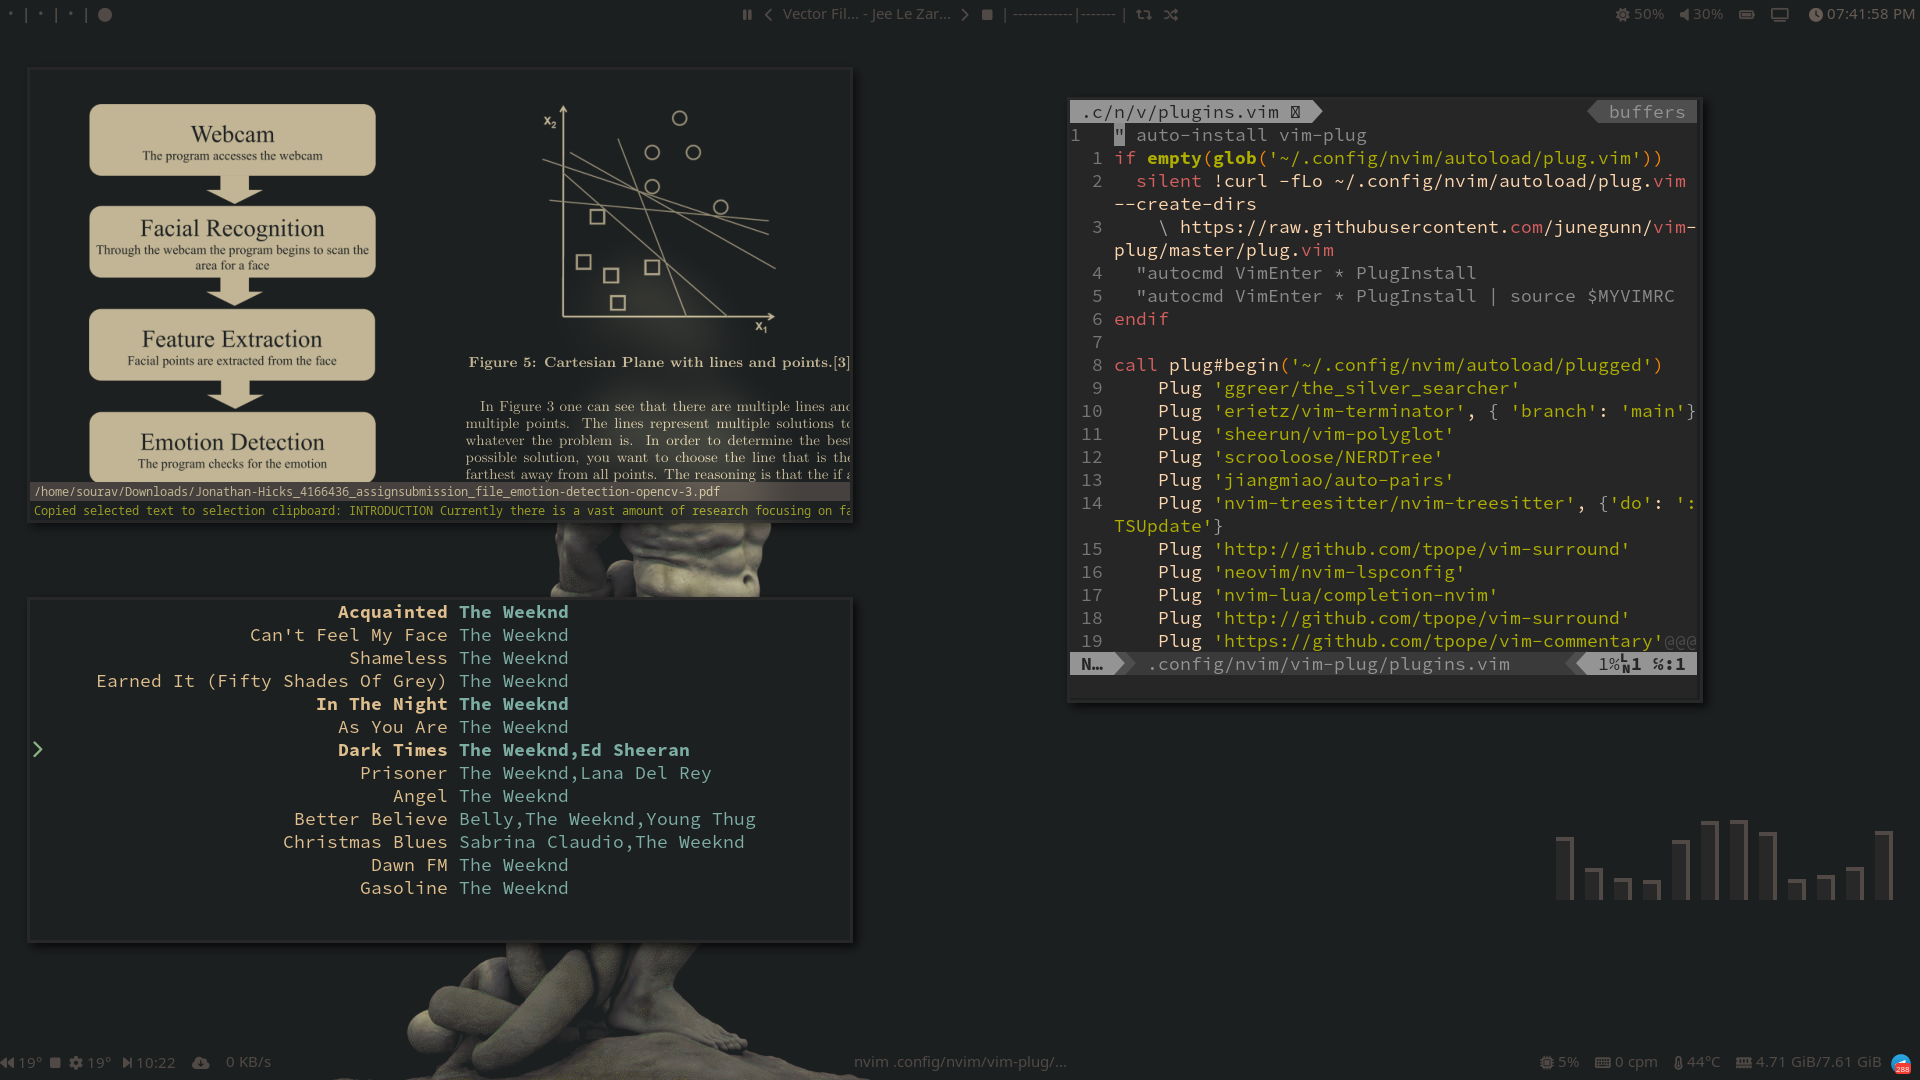 Vector Fil... - Jee Le Zar...
50% 30% 07:41:58 PM
Webcam
The program accesses the webcam
Facial Recognition
Through the webcam the program begins to scan the
area for a face
Feature Extraction
Facial points are extracted from the face
Emotion Detection
The program checks for the emotion
x2
x1
Figure 5: Cartesian Plane with lines and points.[3]
In Figure 3 one can see that there are multiple lines and
multiple points. The lines represent multiple solutions to
whatever the problem is. In order to determine the best
possible solution, you want to choose the line that is the
farthest away from all points. The reasoning is that the if a
/home/sourav/Downloads/Jonathan-Hicks_4166436_assignsubmission_file_emotion-detection-opencv-3.pdf
Copied selected text to selection clipboard: INTRODUCTION Currently there is a vast amount of research focusing on fa
Acquainted The Weeknd
Can't Feel My Face The Weeknd
Shameless The Weeknd
Earned It (Fifty Shades Of Grey) The Weeknd
In The Night The Weeknd
As You Are The Weeknd
Dark Times The Weeknd,Ed Sheeran
Prisoner The Weeknd,Lana Del Rey
Angel The Weeknd
Better Believe Belly,The Weeknd,Young Thug
Christmas Blues Sabrina Claudio,The Weeknd
Dawn FM The Weeknd
Gasoline The Weeknd
.c/n/v/plugins.vim buffers
1 " auto-install vim-plug
1 if empty(glob('~/.config/nvim/autoload/plug.vim'))
2 silent !curl -fLo ~/.config/nvim/autoload/plug.vim
--create-dirs
3 \ https://raw.githubusercontent.com/junegunn/vim-
plug/master/plug.vim
4 "autocmd VimEnter * PlugInstall
5 "autocmd VimEnter * PlugInstall | source $MYVIMRC
6 endif
7
8 call plug#begin('~/.config/nvim/autoload/plugged')
9 Plug 'ggreer/the_silver_searcher'
10 Plug 'erietz/vim-terminator', { 'branch': 'main'}
11 Plug 'sheerun/vim-polyglot'
12 Plug 'scrooloose/NERDTree'
13 Plug 'jiangmiao/auto-pairs'
14 Plug 'nvim-treesitter/nvim-treesitter', {'do': ':
TSUpdate'}
15 Plug 'http://github.com/tpope/vim-surround'
16 Plug 'neovim/nvim-lspconfig'
17 Plug 'nvim-lua/completion-nvim'
18 Plug 'http://github.com/tpope/vim-surround'
19 Plug 'https://github.com/tpope/vim-commentary'@@@
N… .config/nvim/vim-plug/plugins.vim 1% LN 1 %:1
19° 19° 10:22 0 KB/s
nvim .config/nvim/vim-plug/...
5% 0 cpm 44°C 4.71 GiB/7.61 GiB 288